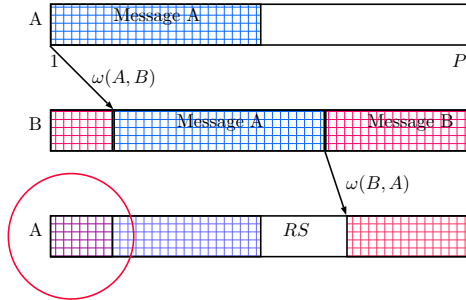 A Message A
1 P
ω(A, B)
B Message A Message B
ω(B, A)
A RS